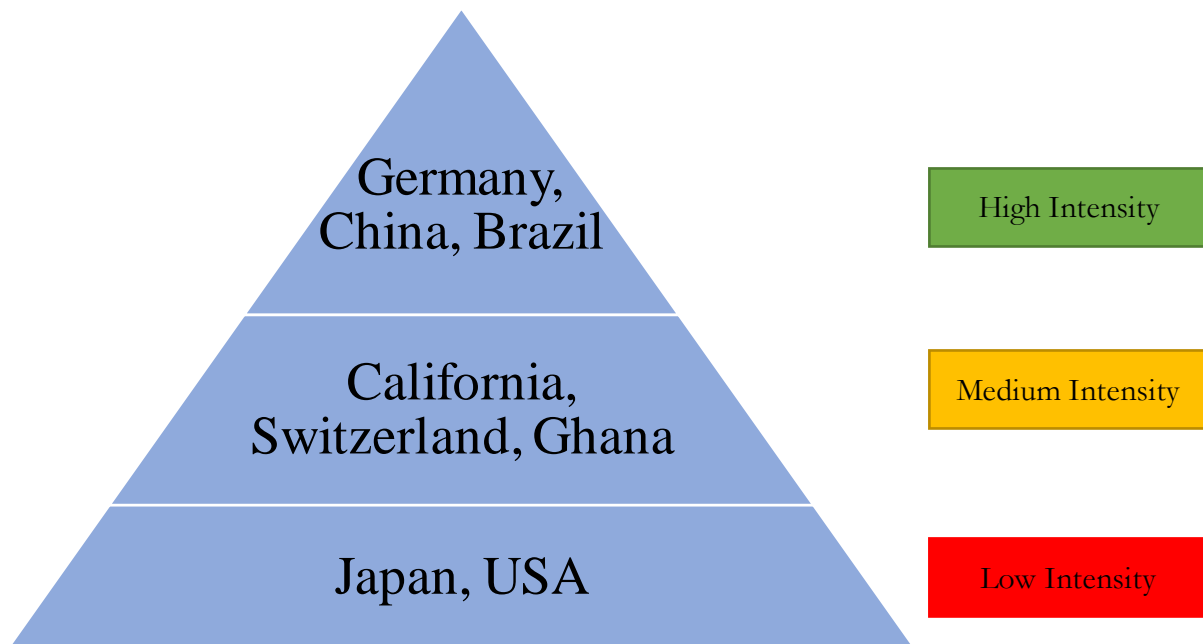 Germany,
China, Brazil
High Intensity
California,
Switzerland, Ghana
Medium Intensity
Japan, USA
Low Intensity